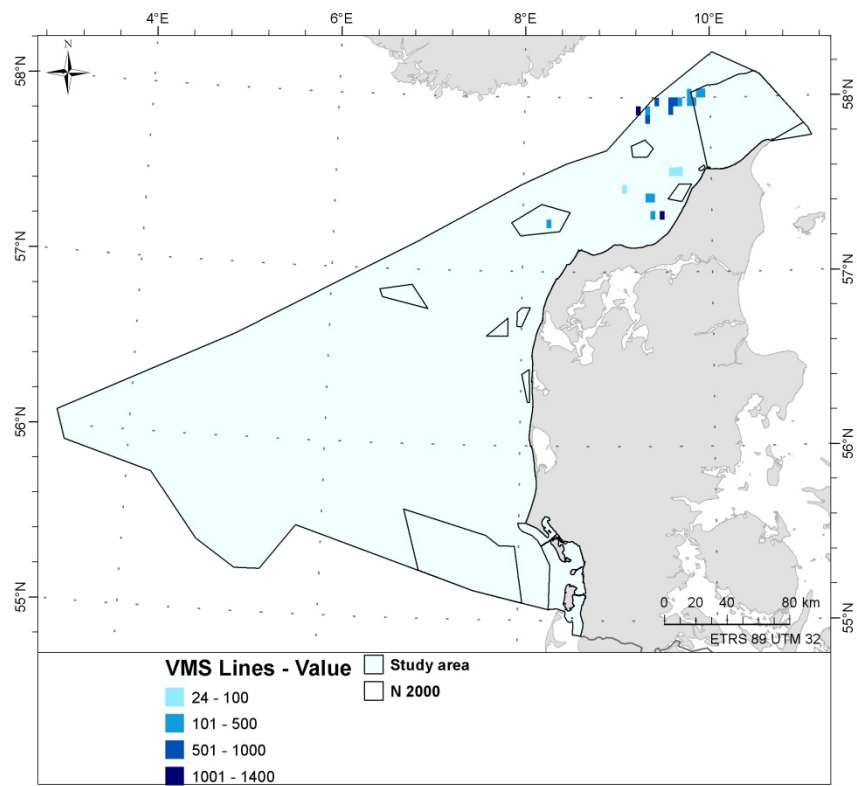 4°E 6°E 8°E 10°E
N
58°N 58°N
57°N 57°N
56°N 56°N
55°N 55°N
0 20 40 80 km
ETRS 89 UTM 32
VMS Lines - Value
24 - 100
101 - 500
501 - 1000
1001 - 1400
Study area
N 2000